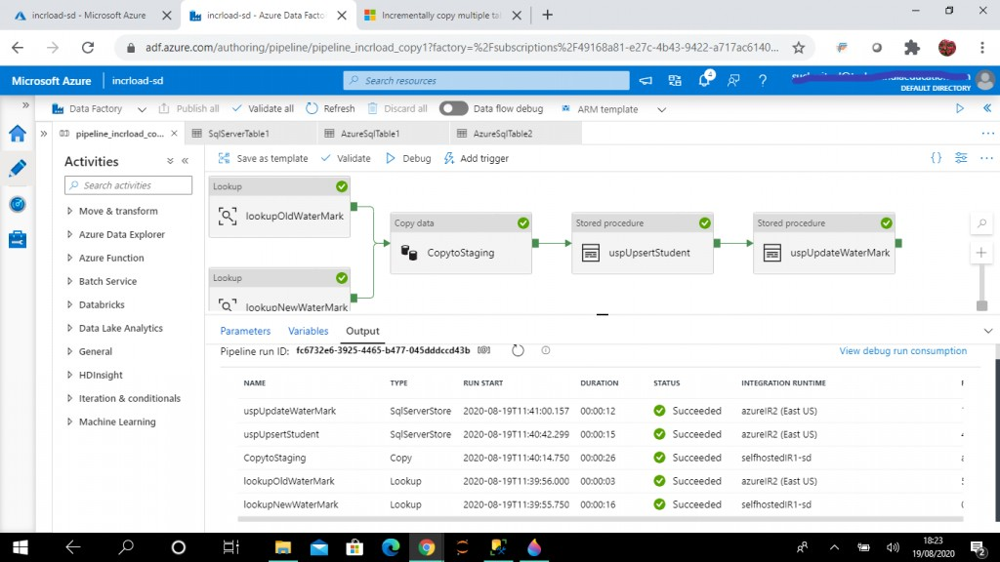 incrload-sd - Microsoft Azure
incrload-sd - Azure Data Facto
Incrementally copy multiple ta
adf.azure.com/authoring/pipeline/pipeline_incrload_copy1?factory=%2Fsubscriptions%2F49168a81-e27c-4b43-9422-a717ac6140...
Microsoft Azure incrload-sd Search resources 4 ? DEFAULT DIRECTORY
Data Factory Publish all Validate all Refresh Discard all Data flow debug ARM template
pipeline_incrload_co... SqlServerTable1 AzureSqlTable1 AzureSqlTable2
Activities
Save as template Validate Debug Add trigger
Search activities
Move & transform
Azure Data Explorer
Azure Function
Batch Service
Databricks
Data Lake Analytics
General
HDInsight
Iteration & conditionals
Machine Learning
Lookup
lookupOldWaterMark
Lookup
lookupNewWaterMark
Copy data
CopytoStaging
Stored procedure
uspUpsertStudent
Stored procedure
uspUpdateWaterMark
Parameters Variables Output
Pipeline run ID: fc6732e6-3925-4465-b477-045dddccd43b [@] View debug run consumption
NAME TYPE RUN START DURATION STATUS INTEGRATION RUNTIME
uspUpdateWaterMark SqlServerStore 2020-08-19T11:41:00.157 00:00:12 Succeeded azureIR2 (East US)
uspUpsertStudent SqlServerStore 2020-08-19T11:40:42.299 00:00:15 Succeeded azureIR2 (East US)
CopytoStaging Copy 2020-08-19T11:40:14.750 00:00:26 Succeeded selfhostedIR1-sd
lookupOldWaterMark Lookup 2020-08-19T11:39:56.000 00:00:03 Succeeded azureIR2 (East US)
lookupNewWaterMark Lookup 2020-08-19T11:39:55.750 00:00:16 Succeeded selfhostedIR1-sd
18:23
19/08/2020
2